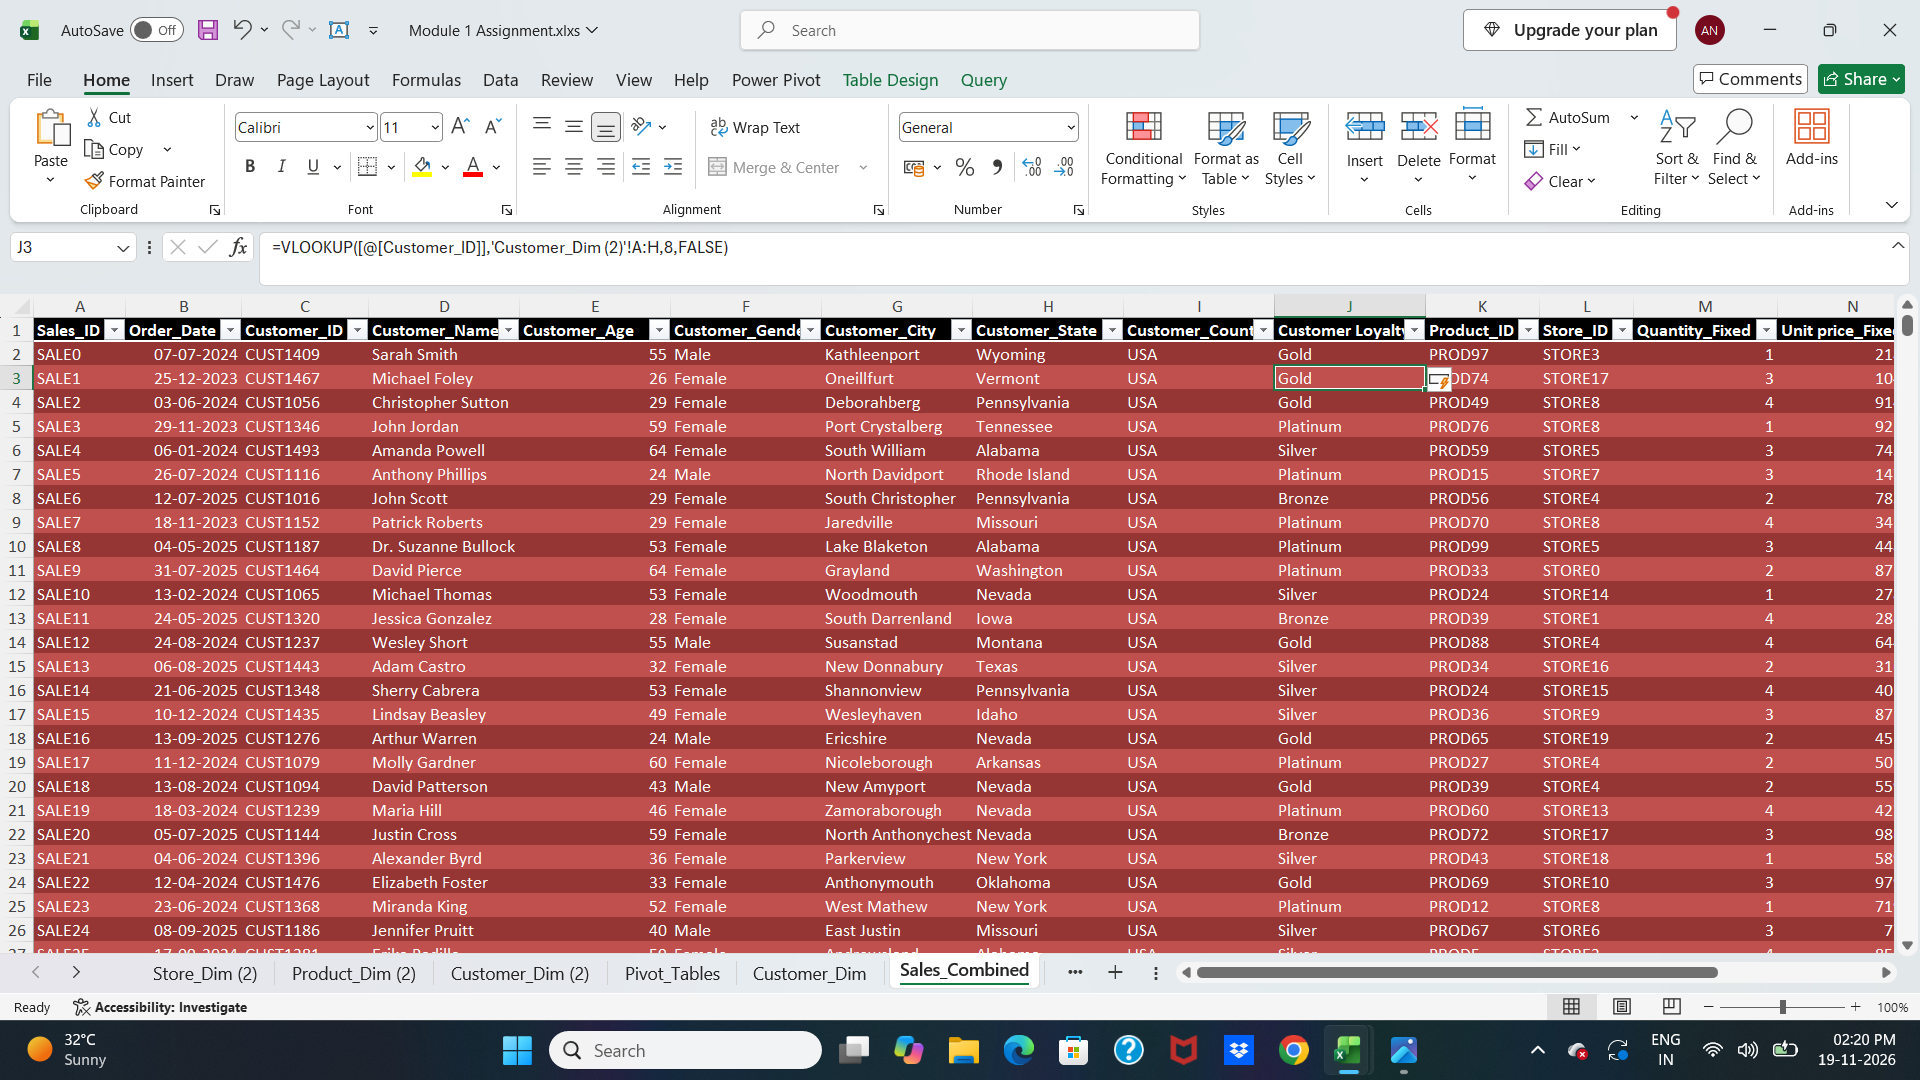 AutoSave Off Module 1 Assignment.xlxs Search Upgrade your plan AN
File Home Insert Draw Page Layout Formulas Data Review View Help Power Pivot Table Design Query Comments Share
Paste Cut Copy Format Painter Clipboard
Calibri 11 B I U A Font
Wrap Text Merge & Center Alignment
General % Number
Conditional Formatting Format as Table Cell Styles Styles
Insert Delete Format Cells
AutoSum Fill Clear Sort & Filter Find & Select Editing
Add-ins Add-ins
J3 fx =VLOOKUP([@[Customer_ID]],'Customer_Dim (2)'!A:H,8,FALSE)
A B C D E F G H I J K L M N
1 Sales_ID Order_Date Customer_ID Customer_Name Customer_Age Customer_Gende Customer_City Customer_State Customer_Count Customer Loyalty Product_ID Store_ID Quantity_Fixed Unit price_Fixe
2 SALE0 07-07-2024 CUST1409 Sarah Smith 55 Male Kathleenport Wyoming USA Gold PROD97 STORE3 1 21
3 SALE1 25-12-2023 CUST1467 Michael Foley 26 Female Oneillfurt Vermont USA Gold D74 STORE17 3 10
4 SALE2 03-06-2024 CUST1056 Christopher Sutton 29 Female Deborahberg Pennsylvania USA Gold PROD49 STORE8 4 91
5 SALE3 29-11-2023 CUST1346 John Jordan 59 Female Port Crystalberg Tennessee USA Platinum PROD76 STORE8 1 92
6 SALE4 06-01-2024 CUST1493 Amanda Powell 64 Female South William Alabama USA Silver PROD59 STORE5 3 74
7 SALE5 26-07-2024 CUST1116 Anthony Phillips 24 Male North Davidport Rhode Island USA Platinum PROD15 STORE7 3 14
8 SALE6 12-07-2025 CUST1016 John Scott 29 Female South Christopher Pennsylvania USA Bronze PROD56 STORE4 2 78
9 SALE7 18-11-2023 CUST1152 Patrick Roberts 29 Female Jaredville Missouri USA Platinum PROD70 STORE8 4 34
10 SALE8 04-05-2025 CUST1187 Dr. Suzanne Bullock 53 Female Lake Blaketon Alabama USA Platinum PROD99 STORE5 3 44
11 SALE9 31-07-2025 CUST1464 David Pierce 64 Female Grayland Washington USA Platinum PROD33 STORE0 2 87
12 SALE10 13-02-2024 CUST1065 Michael Thomas 53 Female Woodmouth Nevada USA Silver PROD24 STORE14 1 27
13 SALE11 24-05-2025 CUST1320 Jessica Gonzalez 28 Female South Darrenland Iowa USA Bronze PROD39 STORE1 4 28
14 SALE12 24-08-2024 CUST1237 Wesley Short 55 Male Susanstad Montana USA Gold PROD88 STORE4 4 64
15 SALE13 06-08-2025 CUST1443 Adam Castro 32 Female New Donnabury Texas USA Silver PROD34 STORE16 2 31
16 SALE14 21-06-2025 CUST1348 Sherry Cabrera 53 Female Shannonview Pennsylvania USA Silver PROD24 STORE15 4 40
17 SALE15 10-12-2024 CUST1435 Lindsay Beasley 49 Female Wesleyhaven Idaho USA Silver PROD36 STORE9 3 87
18 SALE16 13-09-2025 CUST1276 Arthur Warren 24 Male Ericshire Nevada USA Gold PROD65 STORE19 2 45
19 SALE17 11-12-2024 CUST1079 Molly Gardner 60 Female Nicoleborough Arkansas USA Platinum PROD27 STORE4 2 50
20 SALE18 13-08-2024 CUST1094 David Patterson 43 Male New Amyport Nevada USA Gold PROD39 STORE4 2 55
21 SALE19 18-03-2024 CUST1239 Maria Hill 46 Female Zamoraborough Nevada USA Platinum PROD60 STORE13 4 42
22 SALE20 05-07-2025 CUST1144 Justin Cross 59 Female North Anthonychest Nevada USA Bronze PROD72 STORE17 3 98
23 SALE21 04-06-2024 CUST1396 Alexander Byrd 36 Female Parkerview New York USA Silver PROD43 STORE18 1 58
24 SALE22 12-04-2024 CUST1476 Elizabeth Foster 33 Female Anthonymouth Oklahoma USA Gold PROD69 STORE10 3 97
25 SALE23 23-06-2024 CUST1368 Miranda King 52 Female West Mathew New York USA Platinum PROD12 STORE8 1 71
26 SALE24 08-09-2025 CUST1186 Jennifer Pruitt 40 Male East Justin Missouri USA Silver PROD67 STORE6 3 7
Store_Dim (2) Product_Dim (2) Customer_Dim (2) Pivot_Tables Customer_Dim Sales_Combined
Ready Accessibility: Investigate 100%
32°C Sunny Search ENG IN 02:20 PM 19-11-2026